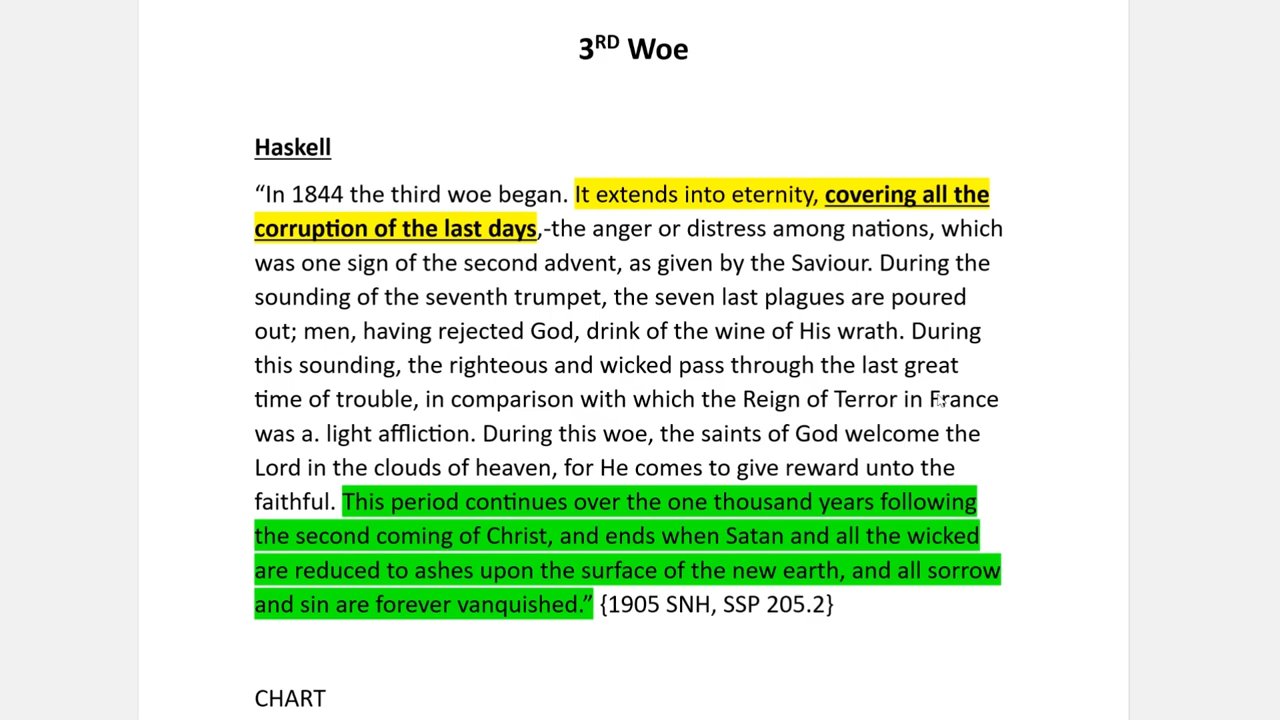 3RD Woe
Haskell
“In 1844 the third woe began. It extends into eternity, covering all the
corruption of the last days,-the anger or distress among nations, which
was one sign of the second advent, as given by the Saviour. During the
sounding of the seventh trumpet, the seven last plagues are poured
out; men, having rejected God, drink of the wine of His wrath. During
this sounding, the righteous and wicked pass through the last great
time of trouble, in comparison with which the Reign of Terror in France
was a. light affliction. During this woe, the saints of God welcome the
Lord in the clouds of heaven, for He comes to give reward unto the
faithful. This period continues over the one thousand years following
the second coming of Christ, and ends when Satan and all the wicked
are reduced to ashes upon the surface of the new earth, and all sorrow
and sin are forever vanquished.” {1905 SNH, SSP 205.2}
CHART